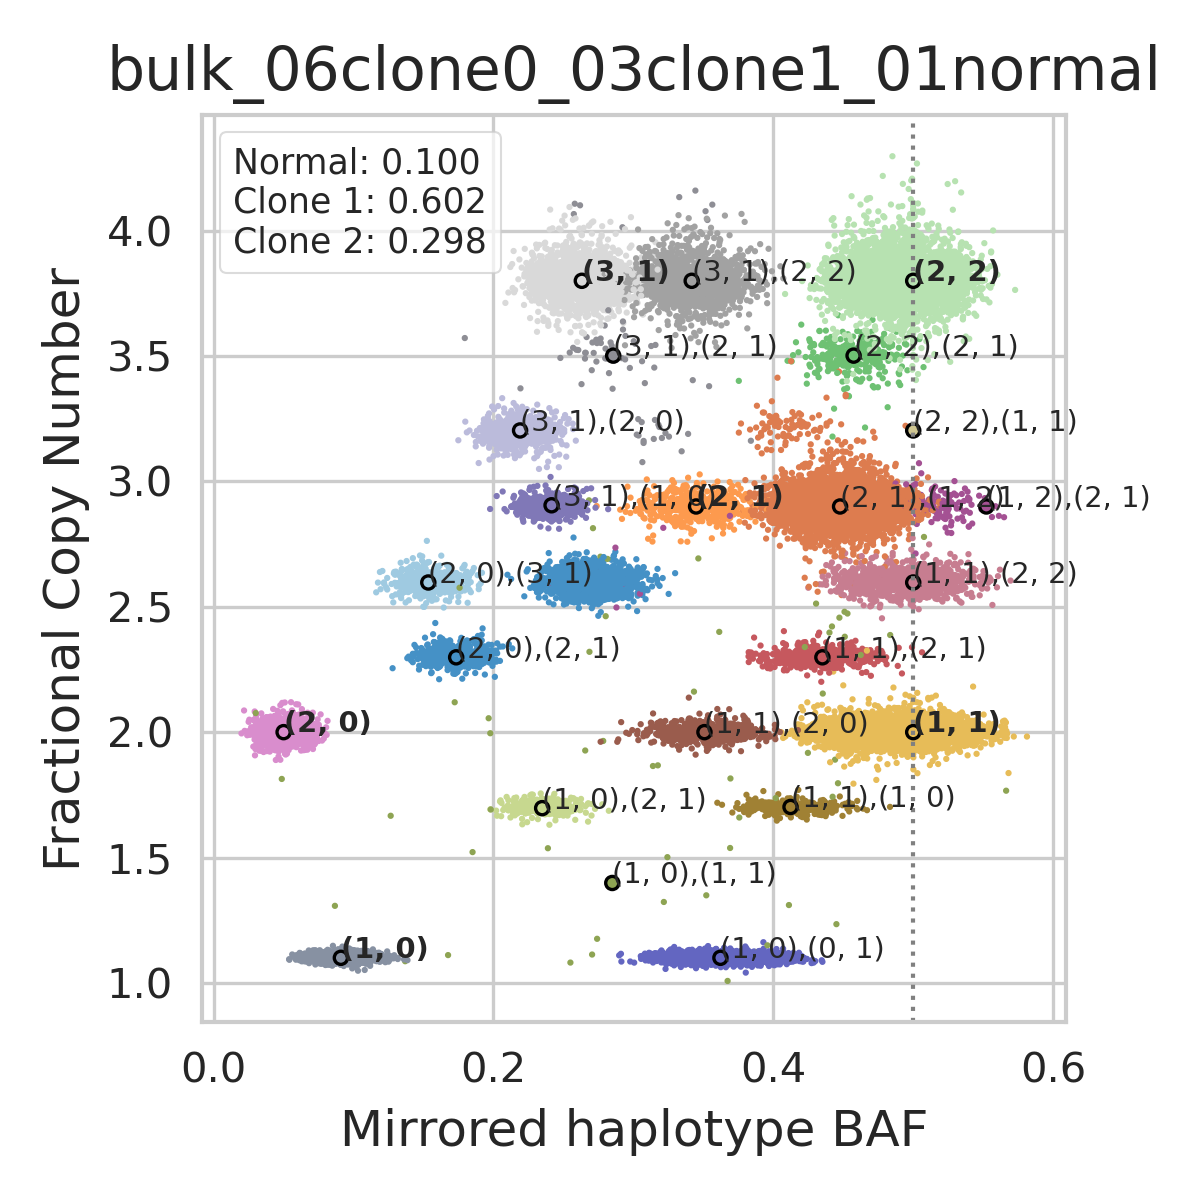 bulk_06clone0_03clone1_01normal
Normal: 0.100
Clone 1: 0.602
Clone 2: 0.298
Fractional Copy Number
4.0
3.5
3.0
2.5
2.0
1.5
1.0
(3, 1)
(3, 1),(2, 2)
(2, 2)
(3, 1),(2, 1)
(2, 2),(2, 1)
(3, 1),(2, 0)
(2, 2),(1, 1)
(3, 1),(1, 0)
(2, 1)
(2, 1),(1, 2)
(1, 2),(2, 1)
(2, 0),(3, 1)
(1, 1),(2, 2)
(2, 0),(2, 1)
(1, 1),(2, 1)
(2, 0)
(1, 1),(2, 0)
(1, 1)
(1, 0),(2, 1)
(1, 1),(1, 0)
(1, 0),(1, 1)
(1, 0)
(1, 0),(0, 1)
0.0
0.2
0.4
0.6
Mirrored haplotype BAF